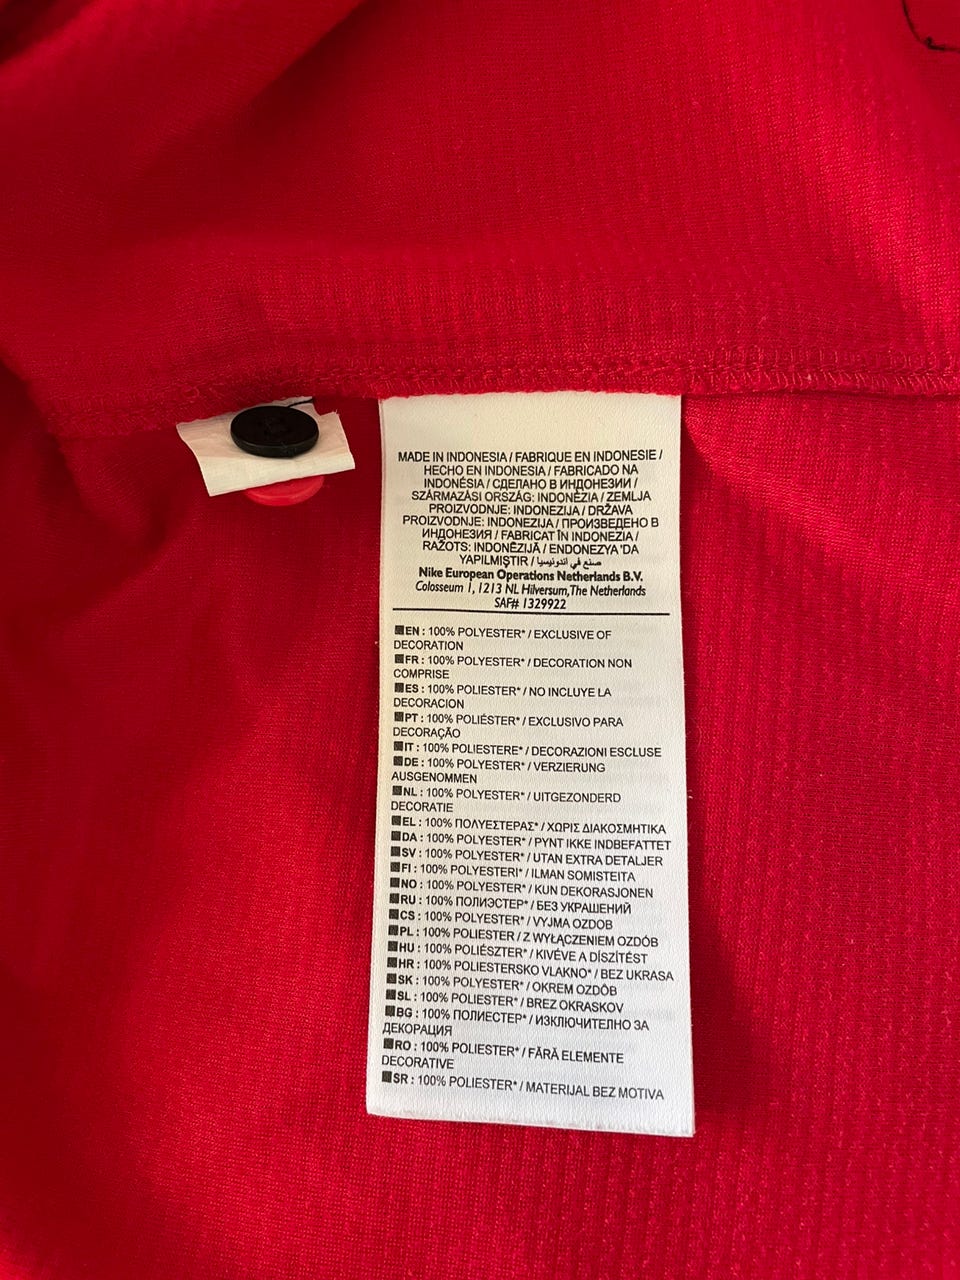 MADE IN INDONESIA / FABRIQUE EN INDONESIE /
HECHO EN INDONESIA / FABRICADO NA
INDONÉSIA / СДЕЛАНО В ИНДОНЕЗИИ /
SZÁRMAZÁSI ORSZÁG: INDONÉZIA / ZEMLJA
PROIZVODNJE: INDONEZIJA / DRŽAVA
PROIZVODNJE: INDONEZIJA / ПРОИЗВЕДЕНО В
ИНДОНЕЗИЯ / FABRICAT ÎN INDONEZIA /
RAŽOTS: INDONĒZIJĀ / ENDONEZYA'DA
YAPILMIŞTIR / صنع في اندونيسيا
Nike European Operations Netherlands B.V.
Colosseum 1, 1213 NL Hilversum, The Netherlands
SAF# 1329922
EN : 100% POLYESTER* / EXCLUSIVE OF
DECORATION
FR : 100% POLYESTER* / DECORATION NON
COMPRISE
ES : 100% POLIESTER* / NO INCLUYE LA
DECORACION
PT : 100% POLIÉSTER* / EXCLUSIVO PARA
DECORAÇÃO
IT : 100% POLIESTERE* / DECORAZIONI ESCLUSE
DE : 100% POLYESTER* / VERZIERUNG
AUSGENOMMEN
NL : 100% POLYESTER* / UITGEZONDERD
DECORATIE
EL : 100% ΠΟΛΥΕΣΤΕΡΑΣ* / ΧΩΡΙΣ ΔΙΑΚΟΣΜΗΤΙΚΑ
DA : 100% POLYESTER* / PYNT IKKE INDBEFATTET
SV : 100% POLYESTER* / UTAN EXTRA DETALJER
FI : 100% POLYESTERI* / ILMAN SOMISTEITA
NO : 100% POLYESTER* / KUN DEKORASJONEN
RU : 100% ПОЛИЭСТЕР* / БЕЗ УКРАШЕНИЙ
CS : 100% POLYESTER* / VYJMA OZDOB
PL : 100% POLIESTER / Z WYŁĄCZENIEM OZDÓB
HU : 100% POLIÉSZTER* / KIVÉVE A DÍSZÍTÉST
HR : 100% POLIESTERSKO VLAKNO* / BEZ UKRASA
SK : 100% POLYESTER* / OKREM OZDÔB
SL : 100% POLIESTER* / BREZ OKRASKOV
BG : 100% ПОЛИЕСТЕР* / ИЗКЛЮЧИТЕЛНО ЗА
ДЕКОРАЦИЯ
RO : 100% POLIESTER* / FĂRĂ ELEMENTE
DECORATIVE
SR : 100% POLIESTER* / MATERIJAL BEZ MOTIVA